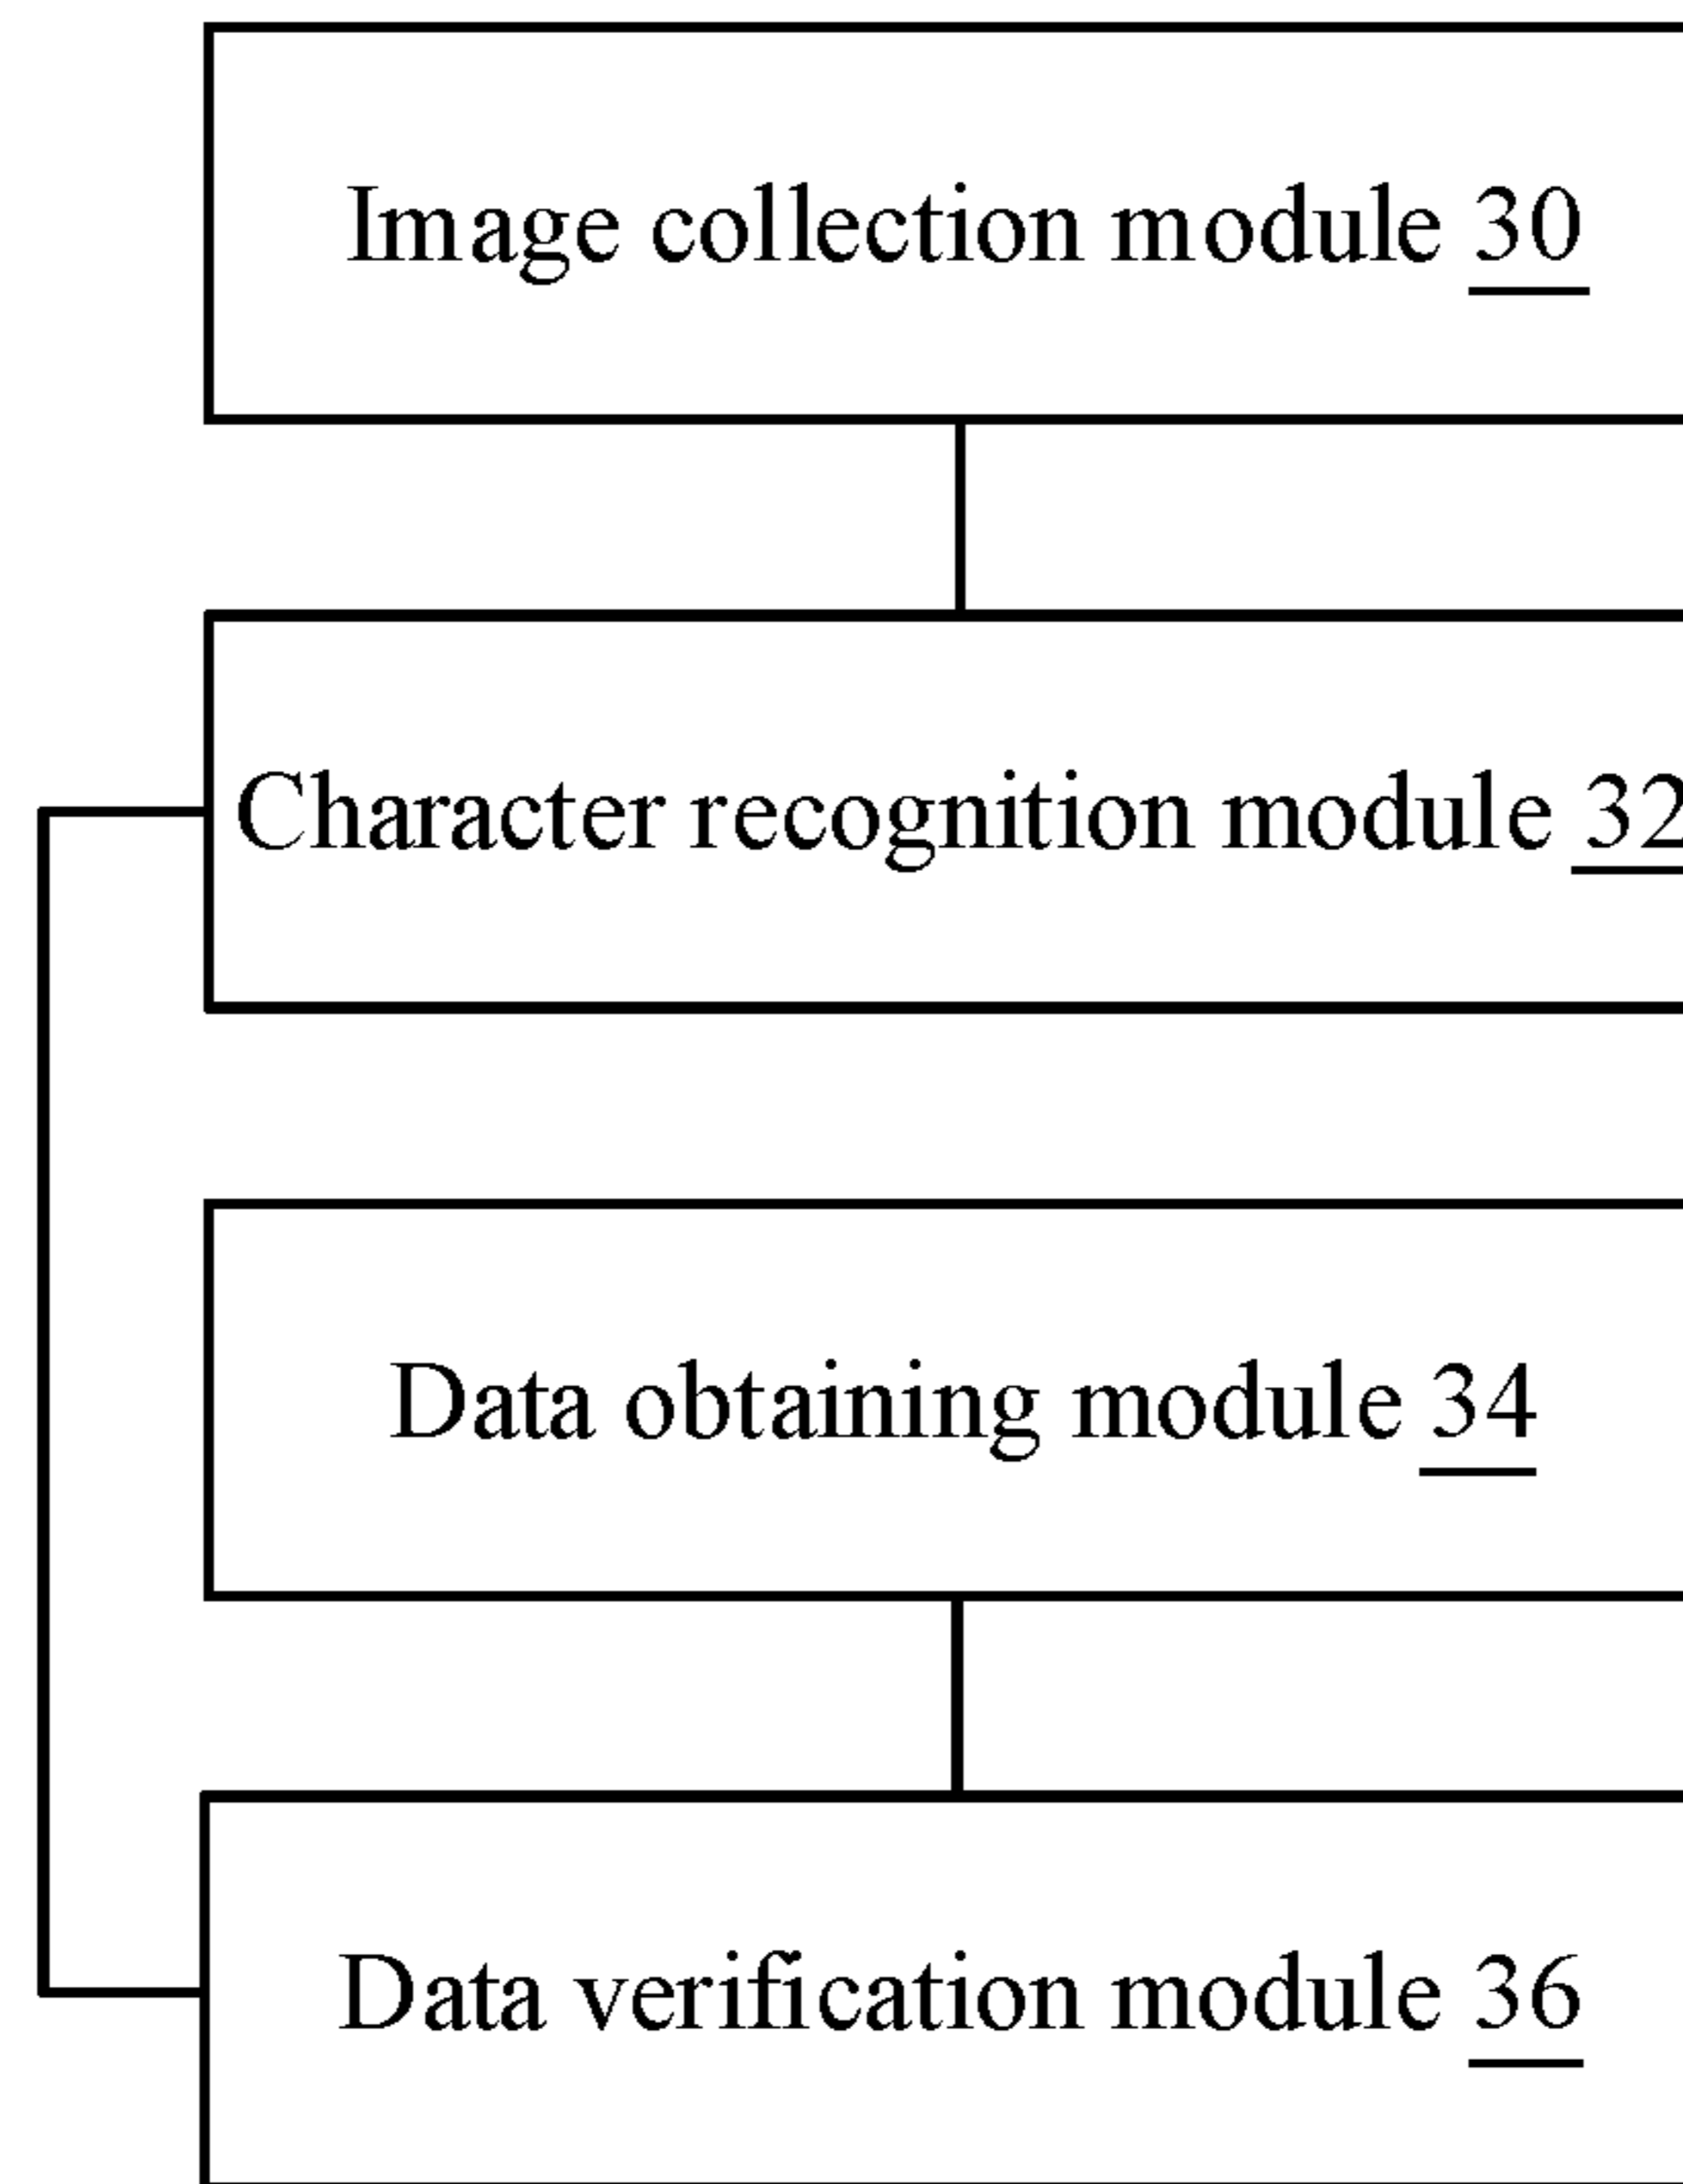 Image collection module 30
Character recognition module 32
Data obtaining module 34
Data verification module 36